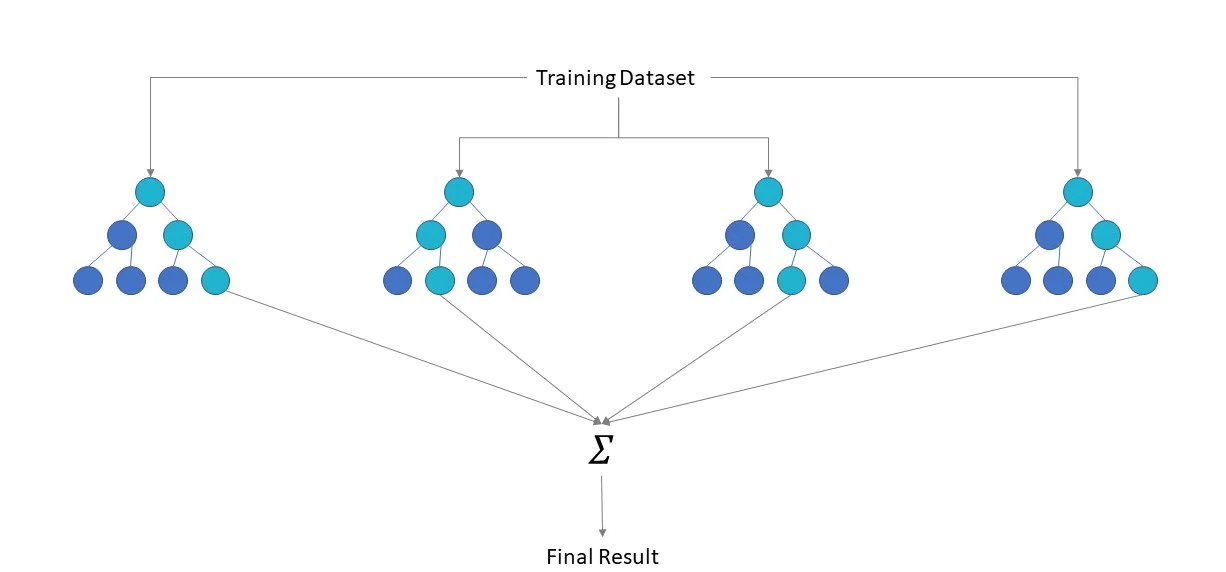 Training Dataset
Σ
Final Result